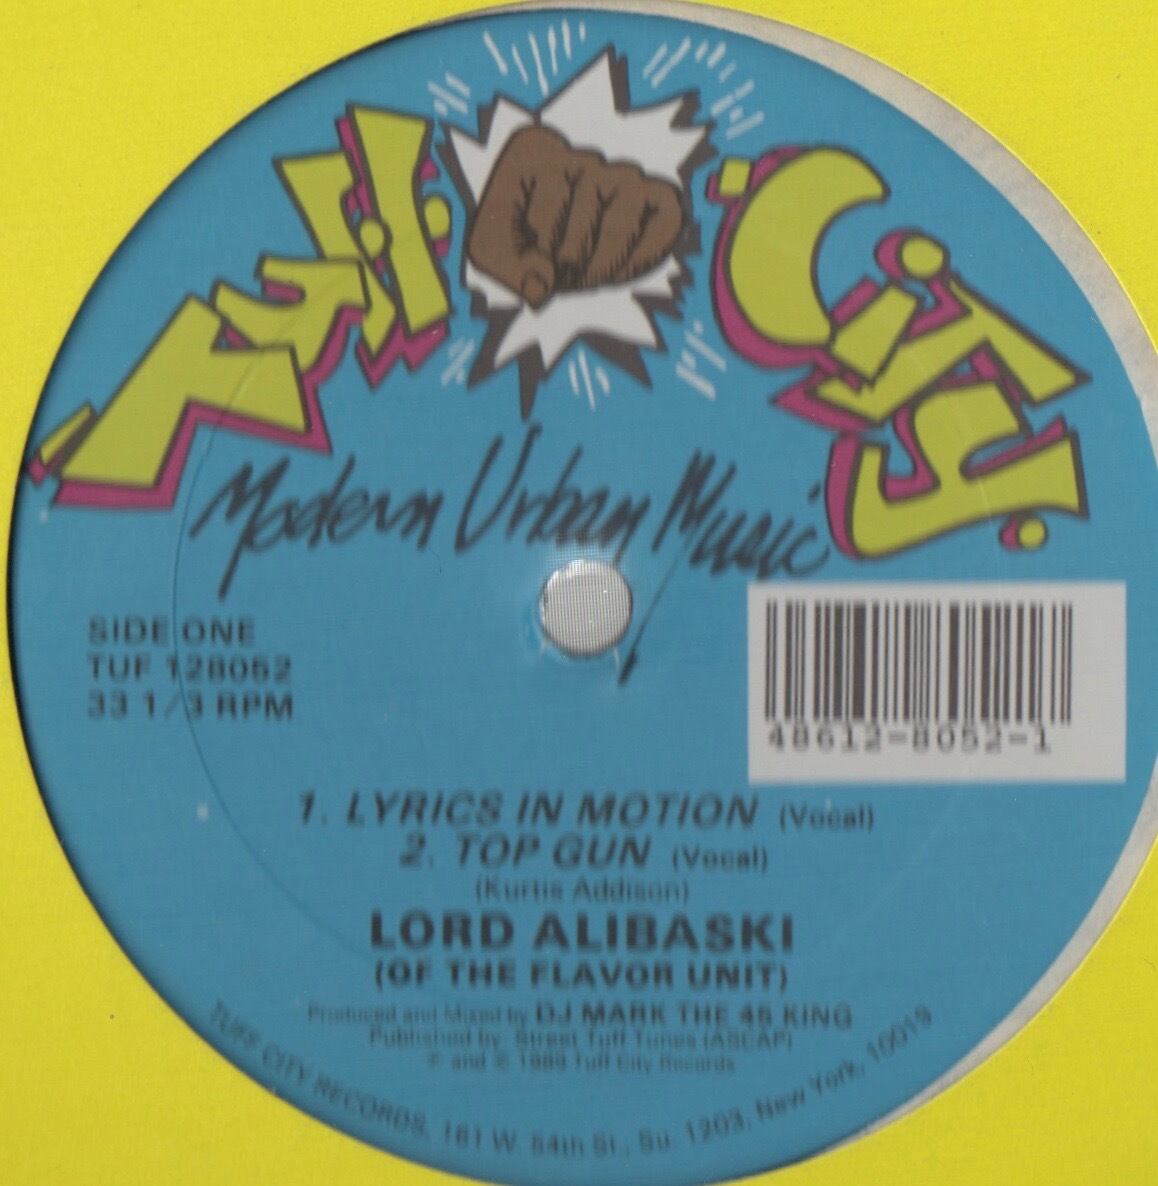 Tuff City
Modern Urban Music
SIDE ONE
TUF 128052
33 1/3 RPM
48612-8052-1
1. LYRICS IN MOTION (Vocal)
2. TOP GUN (Vocal)
(Kurtis Addison)
LORD ALIBASKI
(OF THE FLAVOR UNIT)
Produced and Mixed by DJ MARK THE 45 KING
Published by: Street Tuff Tunes (ASCAP)
℗ and © 1989 Tuff City Records
TUFF CITY RECORDS, 161 W. 54th St., Su. 1203, New York, 10019